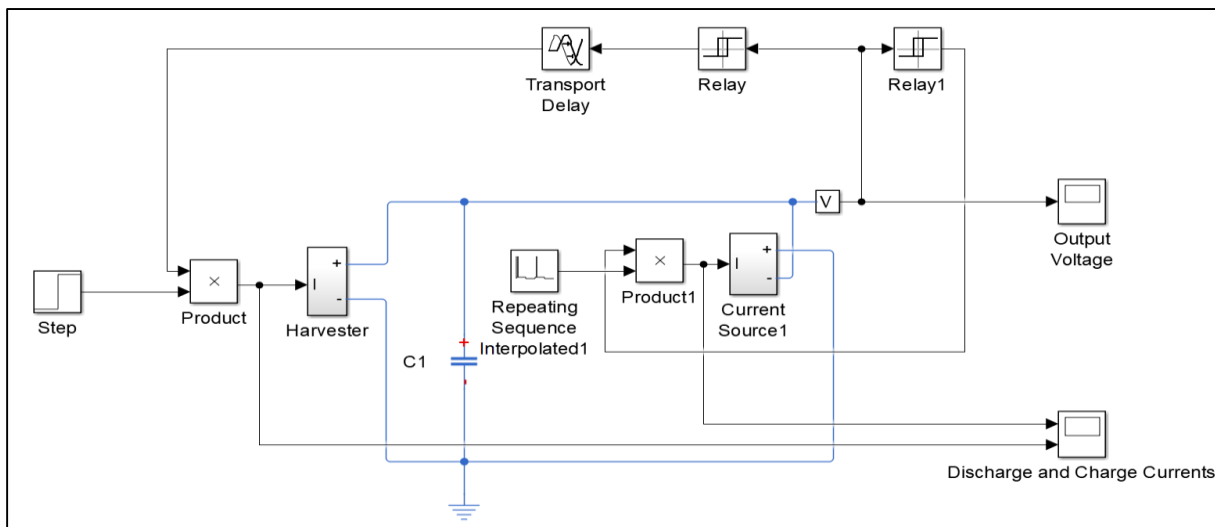 Transport
Delay
Relay
Relay1
V
Output
Voltage
Step
×
Product
I
+
-
Harvester
C1
+
-
Repeating
Sequence
Interpolated1
×
Product1
I
+
-
Current
Source1
Discharge and Charge Currents